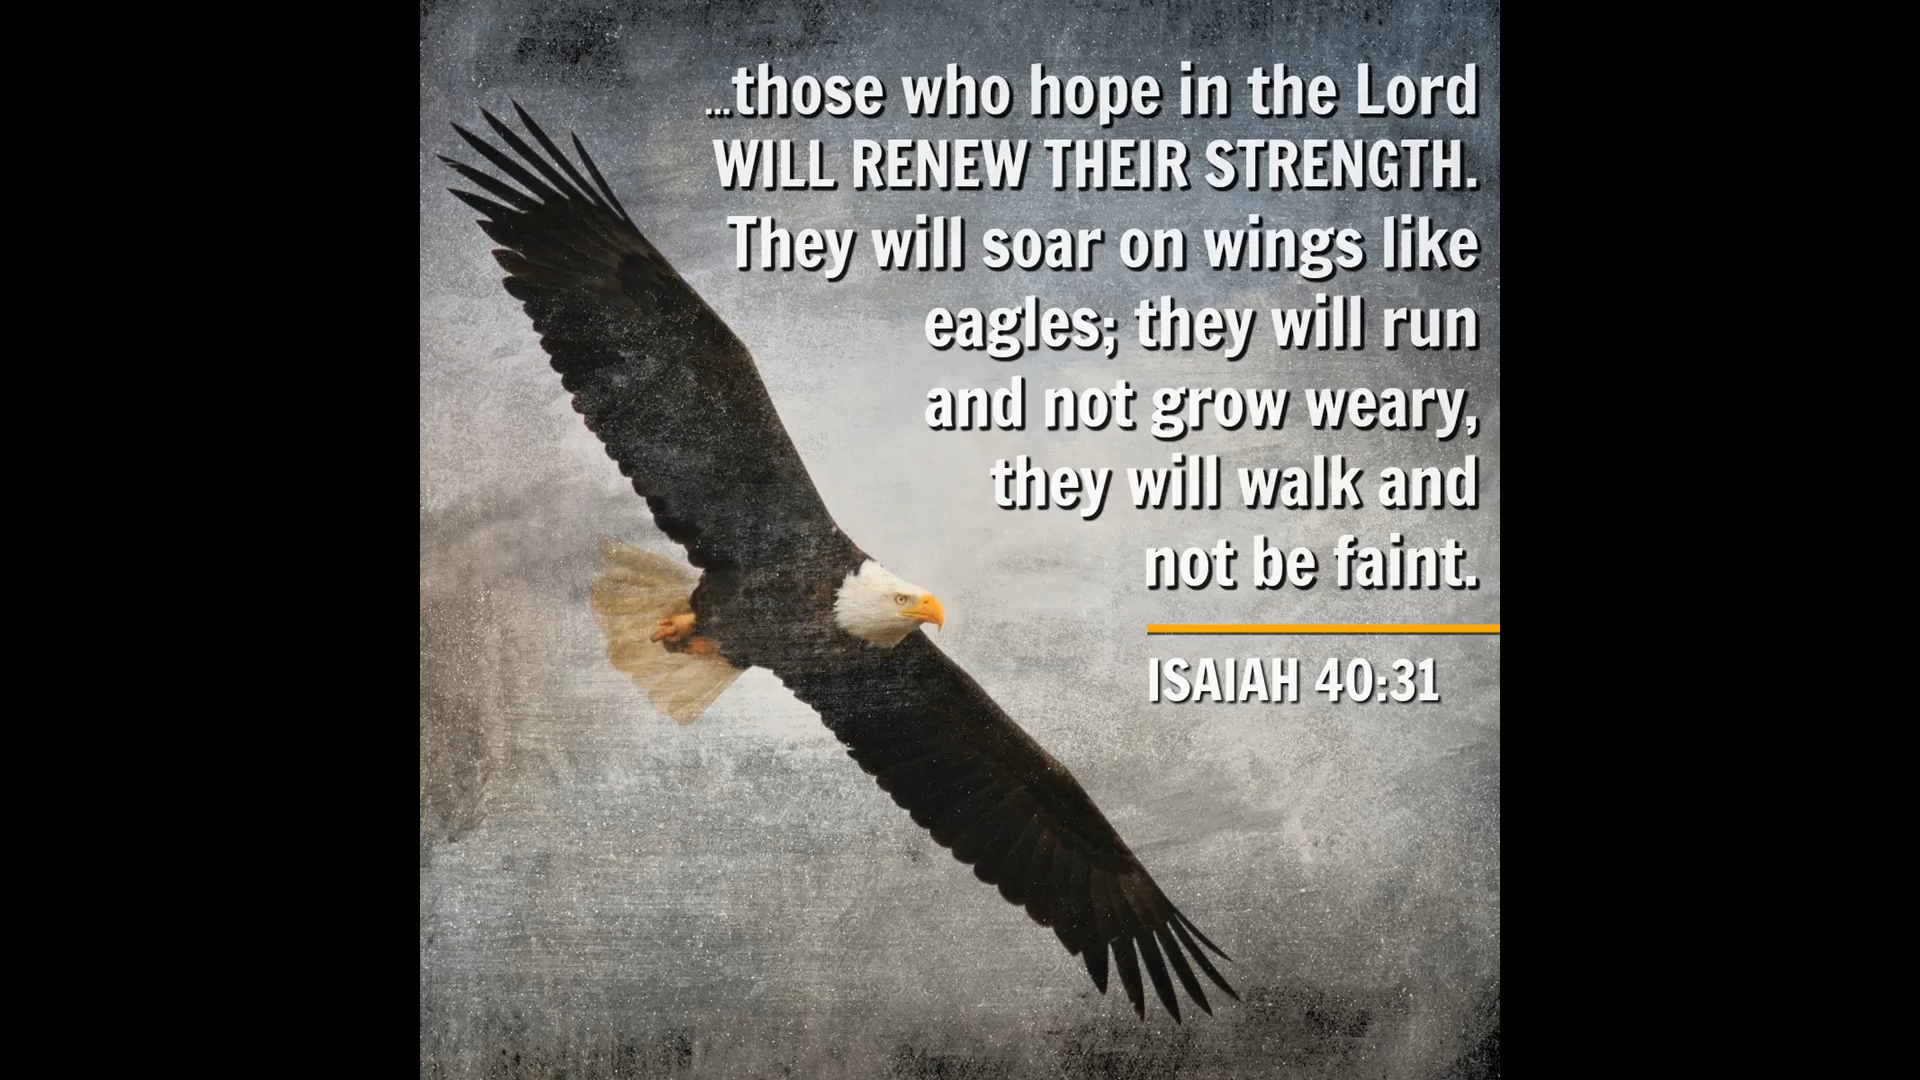 ...those who hope in the Lord
WILL RENEW THEIR STRENGTH.
They will soar on wings like
eagles; they will run
and not grow weary,
they will walk and
not be faint.
ISAIAH 40:31